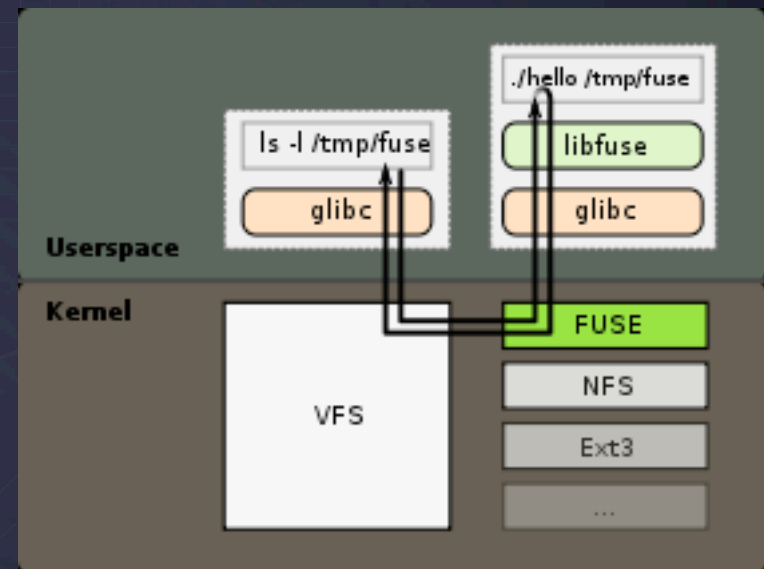 ./hello /tmp/fuse
ls -l /tmp/fuse
libfuse
glibc
glibc
Userspace
Kernel
FUSE
NFS
VFS
Ext3
...